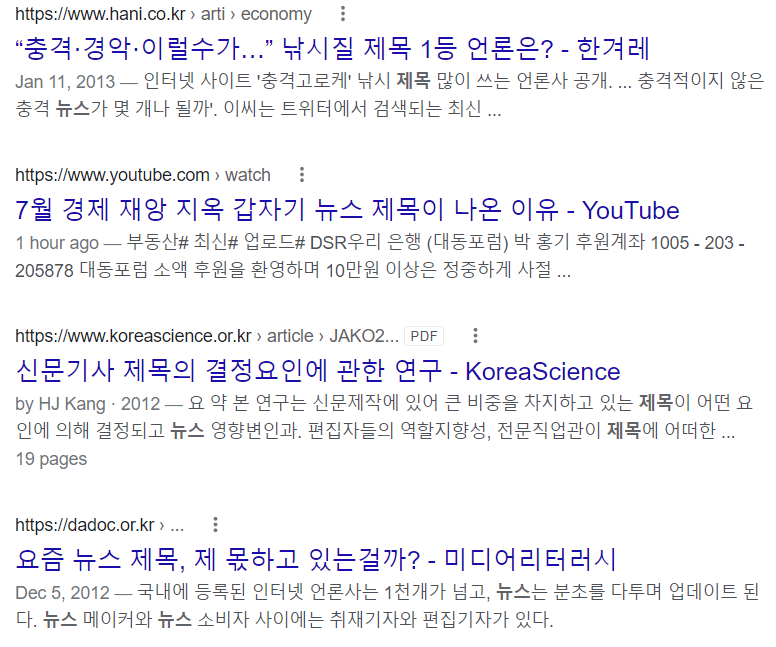 https://www.hani.co.kr › arti › economy
“충격·경악·이럴수가…” 낚시질 제목 1등 언론은? - 한겨레
Jan 11, 2013 — 인터넷 사이트 '충격고로케' 낚시 제목 많이 쓰는 언론사 공개. ... 충격적이지 않은
충격 뉴스가 몇 개나 될까'. 이씨는 트위터에서 검색되는 최신 ...
https://www.youtube.com › watch
7월 경제 재앙 지옥 갑자기 뉴스 제목이 나온 이유 - YouTube
1 hour ago — 부동산# 최신# 업로드# DSR우리 은행 (대동포럼) 박 홍기 후원계좌 1005 - 203 -
205878 대동포럼 소액 후원을 환영하며 10만원 이상은 정중하게 사절 ...
https://www.koreascience.or.kr › article › JAKO2... PDF
신문기사 제목의 결정요인에 관한 연구 - KoreaScience
by HJ Kang · 2012 — 요 약 본 연구는 신문제작에 있어 큰 비중을 차지하고 있는 제목이 어떤 요
인에 의해 결정되고 뉴스 영향변인과. 편집자들의 역할지향성, 전문직업관이 제목에 어떠한 ...
19 pages
https://dadoc.or.kr › ...
요즘 뉴스 제목, 제 몫하고 있는걸까? - 미디어리터러시
Dec 5, 2012 — 국내에 등록된 인터넷 언론사는 1천개가 넘고, 뉴스는 분초를 다투며 업데이트 된
다. 뉴스 메이커와 뉴스 소비자 사이에는 취재기자와 편집기자가 있다.